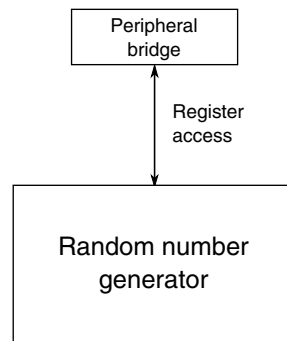 Peripheral
bridge
Register
access
Random number
generator